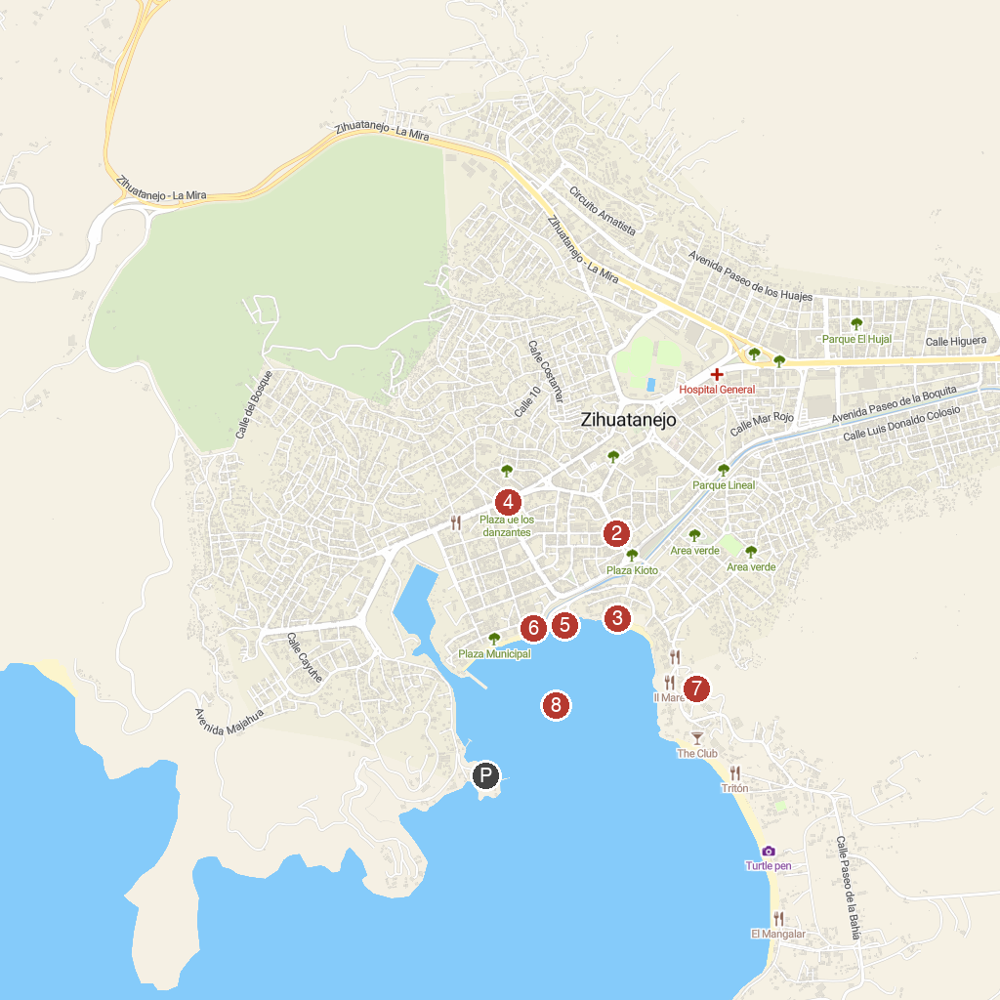 Zihuatanejo - La Mira
Zihuatanejo - La Mira
Circuito Amatista
Zihuatanejo - La Mira
Avenida Paseo de los Huajes
Parque El Hujal
Calle Higuera
Calle Costamar
Calle 10
Calle del Bosque
Hospital General
Zihuatanejo
Calle Mar Rojo
Avenida Paseo de la Boquita
Calle Luis Donaldo Colosio
Parque Lineal
4
Plaza de los
danzantes
2
Area verde
Area verde
Plaza Kioto
3
5
6
Plaza Municipal
Calle Cayuhe
Avenida Majahua
7
Il Mare
8
The Club
P
Tritón
Turtle pen
Calle Paseo de la Bahía
El Mangalar